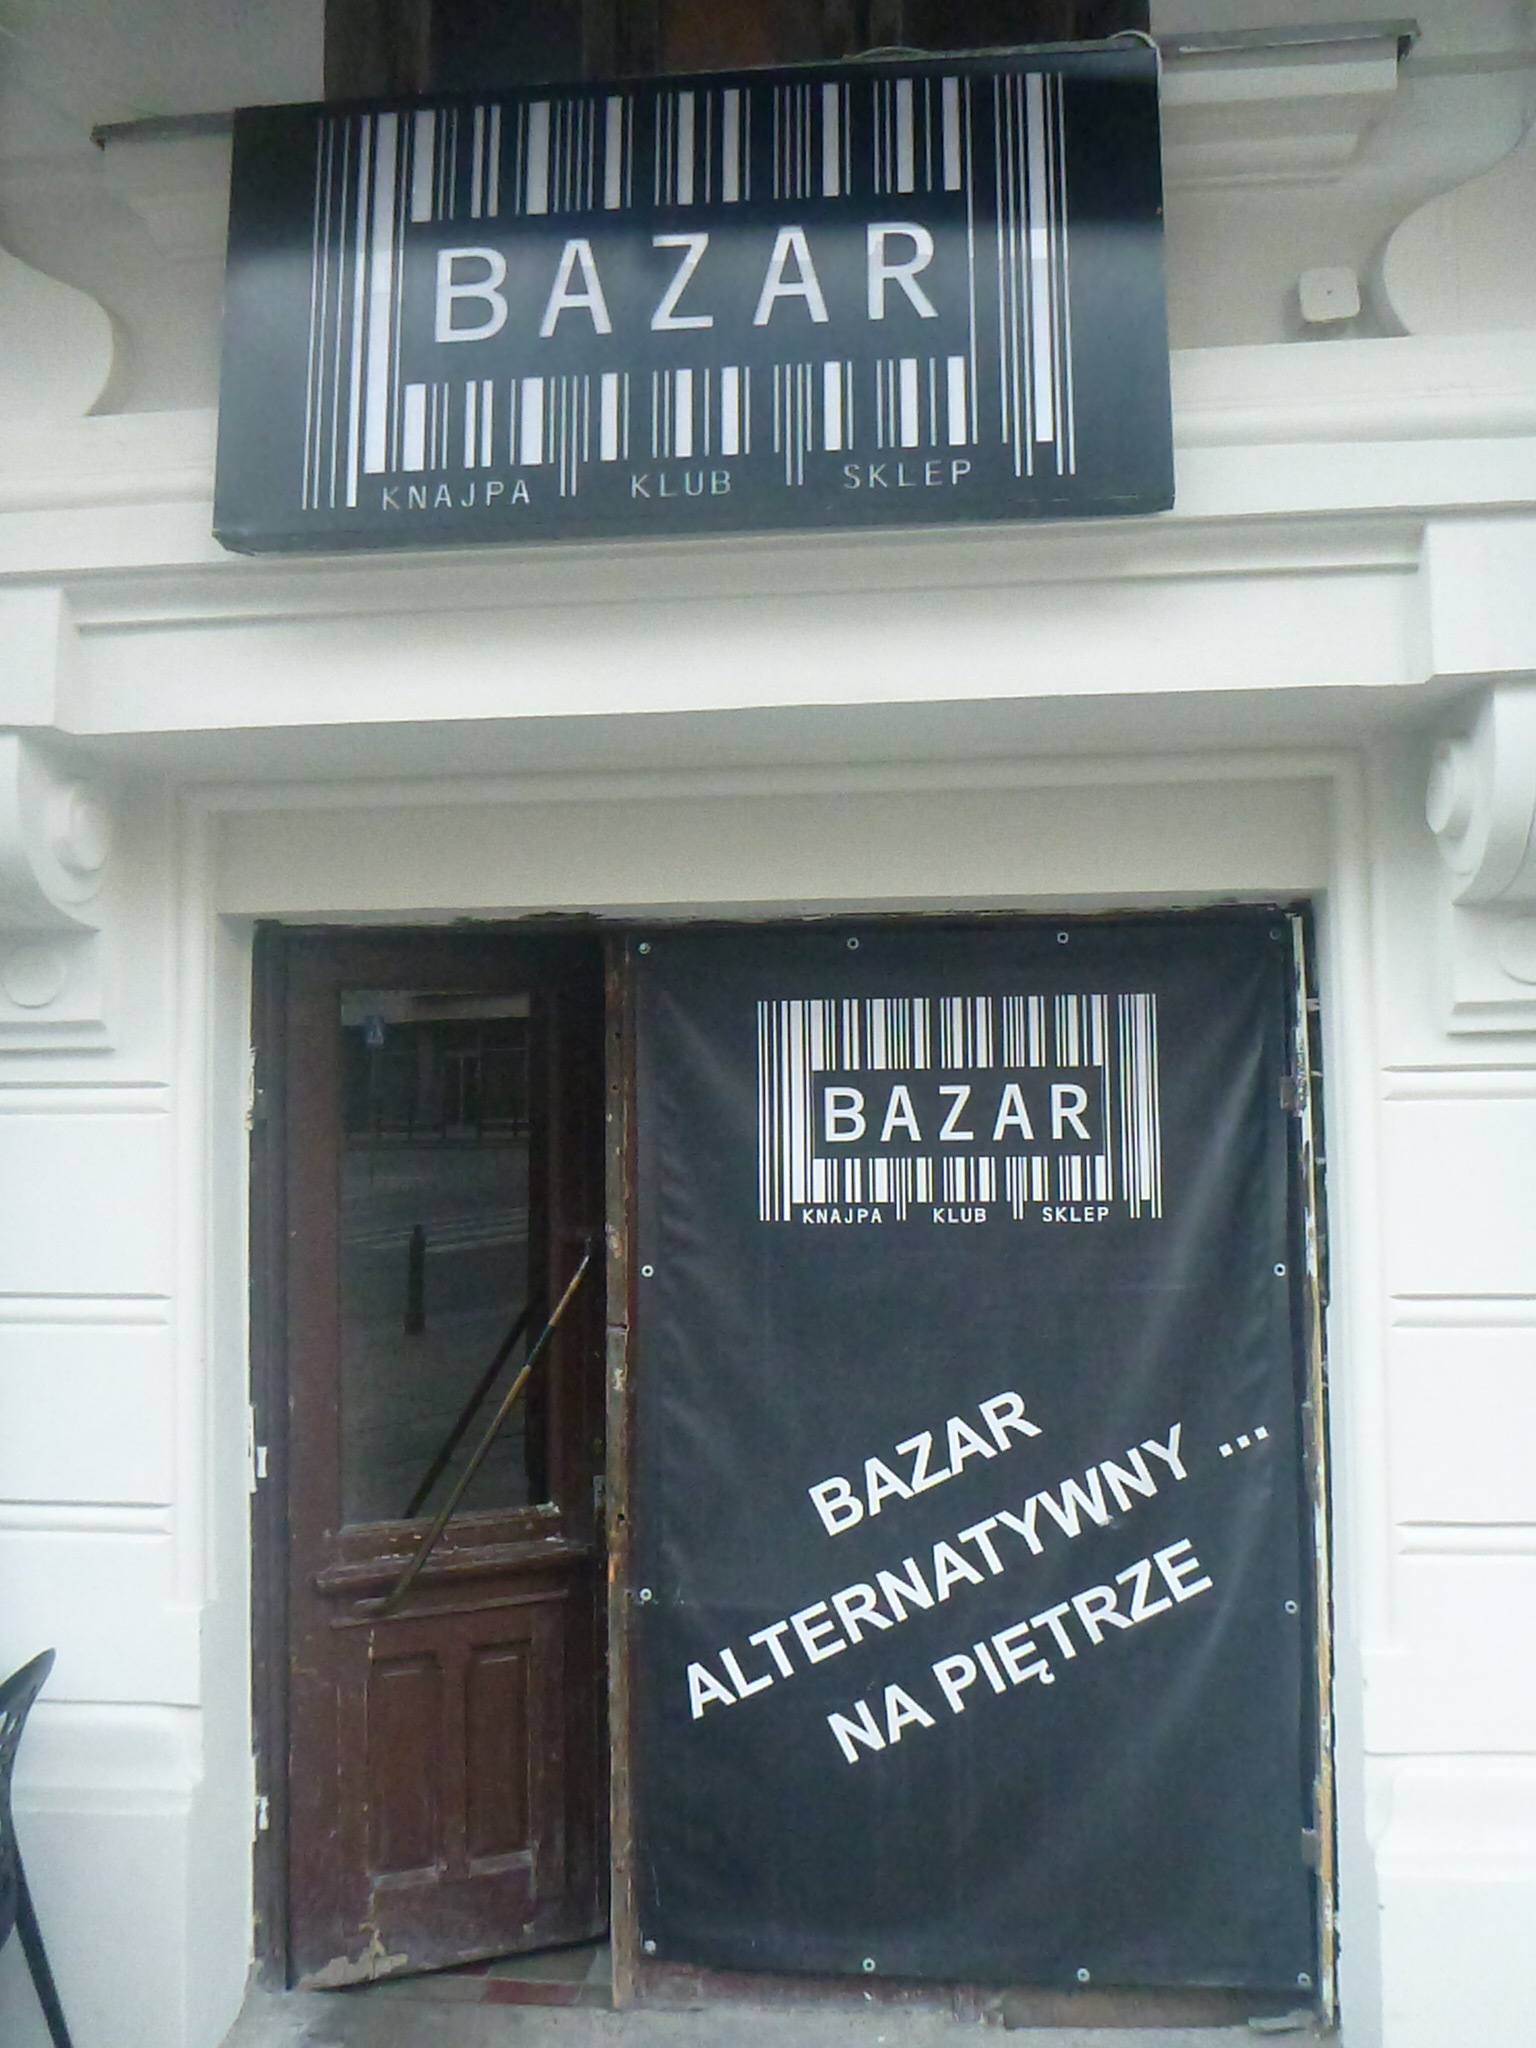 BAZAR
KNAJPA KLUB SKLEP
BAZAR
KNAJPA KLUB SKLEP
BAZAR
ALTERNATYWNY ...
NA PIĘTRZE